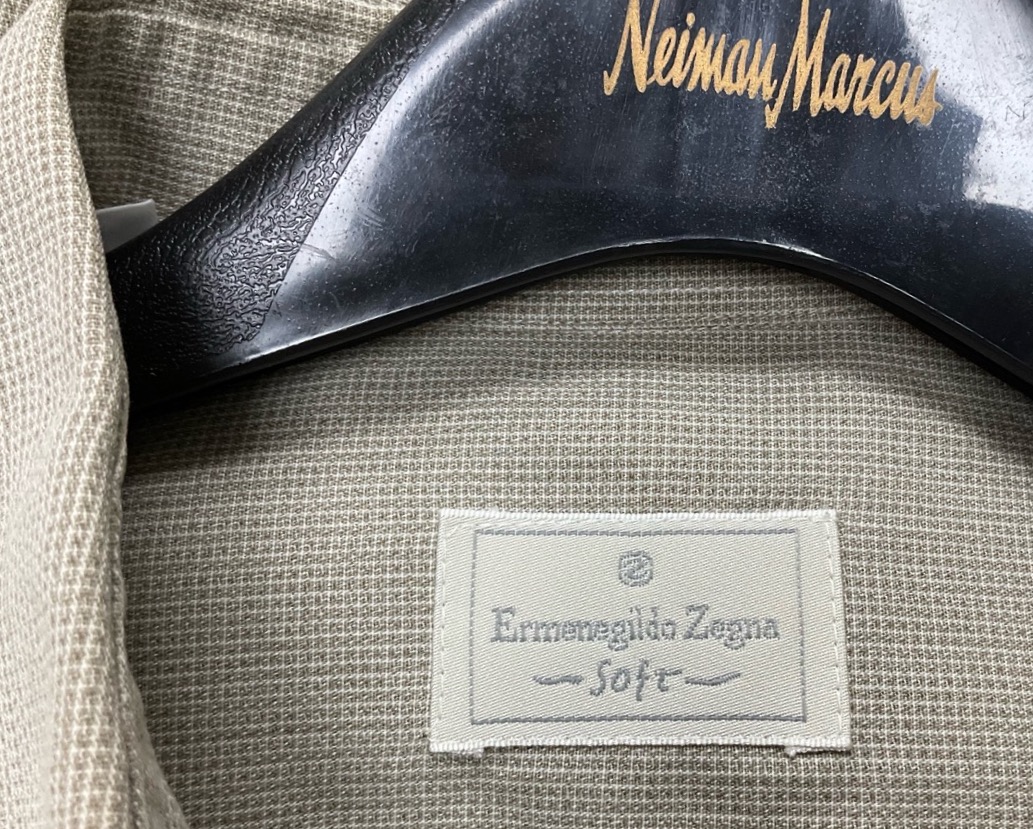 Neiman Marcus
Ermenegildo Zegna
Soft